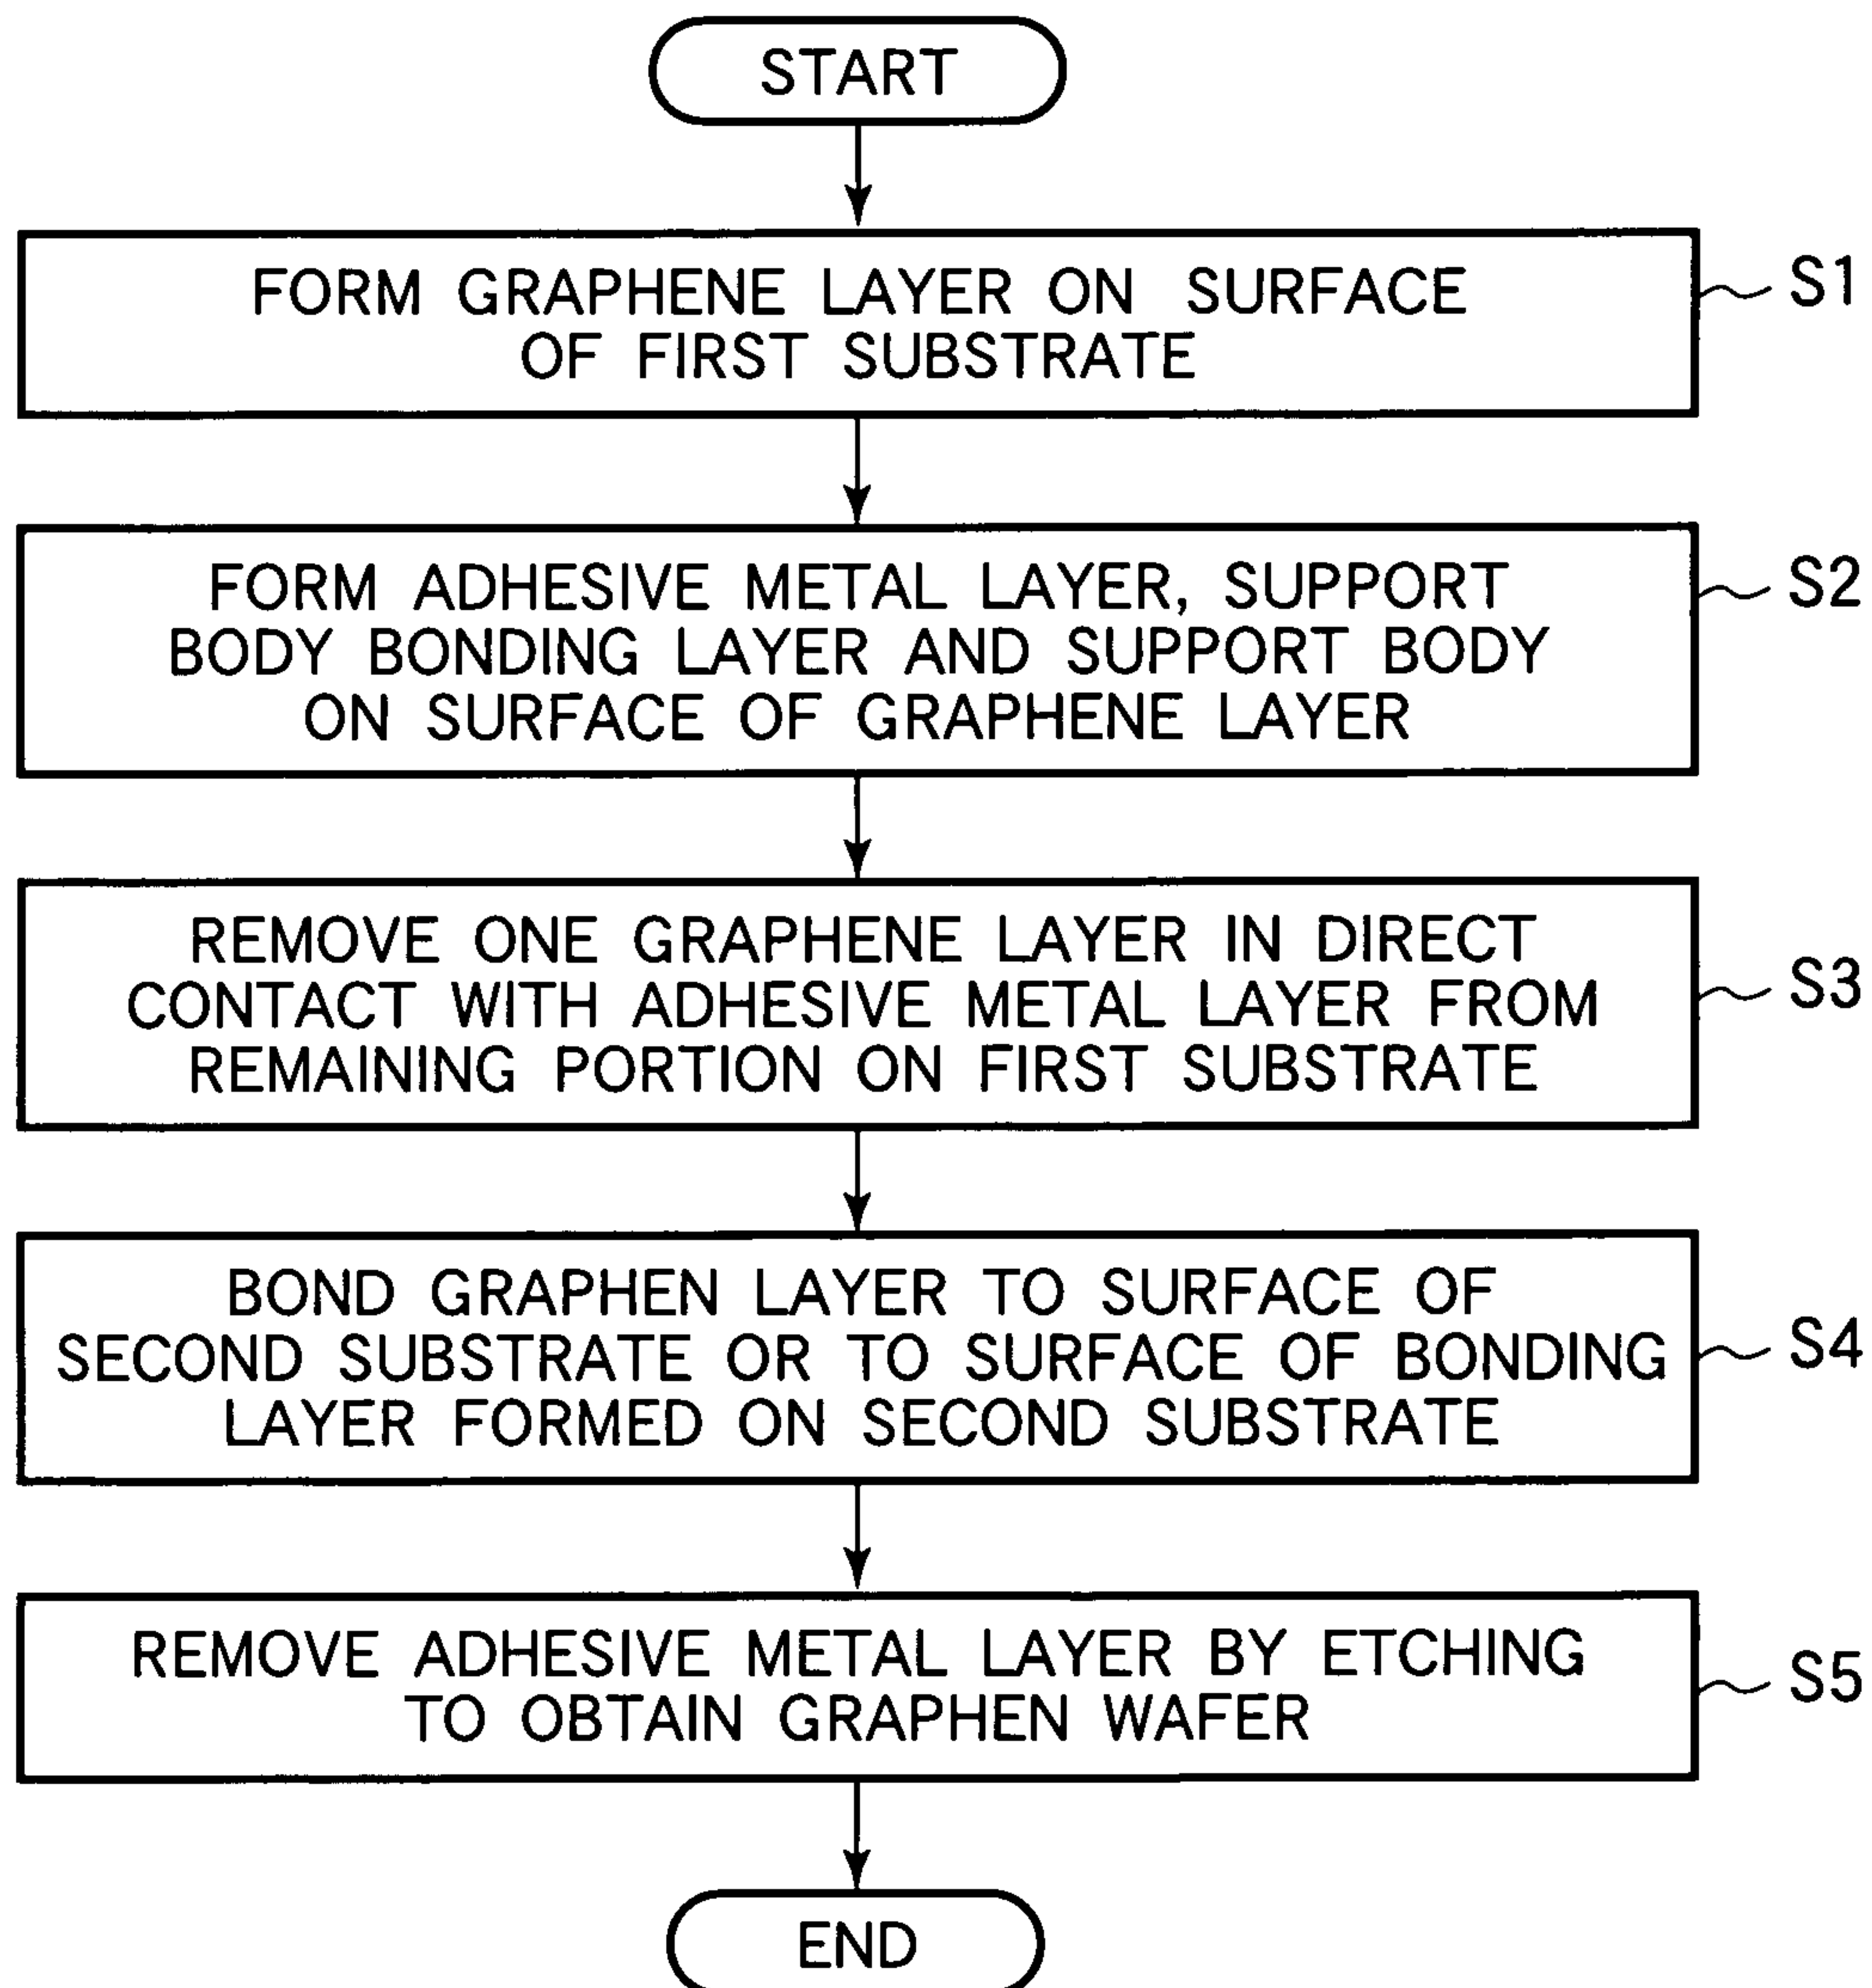 START
FORM GRAPHENE LAYER ON SURFACE
OF FIRST SUBSTRATE
S1
FORM ADHESIVE METAL LAYER, SUPPORT
BODY BONDING LAYER AND SUPPORT BODY
ON SURFACE OF GRAPHENE LAYER
S2
REMOVE ONE GRAPHENE LAYER IN DIRECT
CONTACT WITH ADHESIVE METAL LAYER FROM
REMAINING PORTION ON FIRST SUBSTRATE
S3
BOND GRAPHEN LAYER TO SURFACE OF
SECOND SUBSTRATE OR TO SURFACE OF BONDING
LAYER FORMED ON SECOND SUBSTRATE
S4
REMOVE ADHESIVE METAL LAYER BY ETCHING
TO OBTAIN GRAPHEN WAFER
S5
END